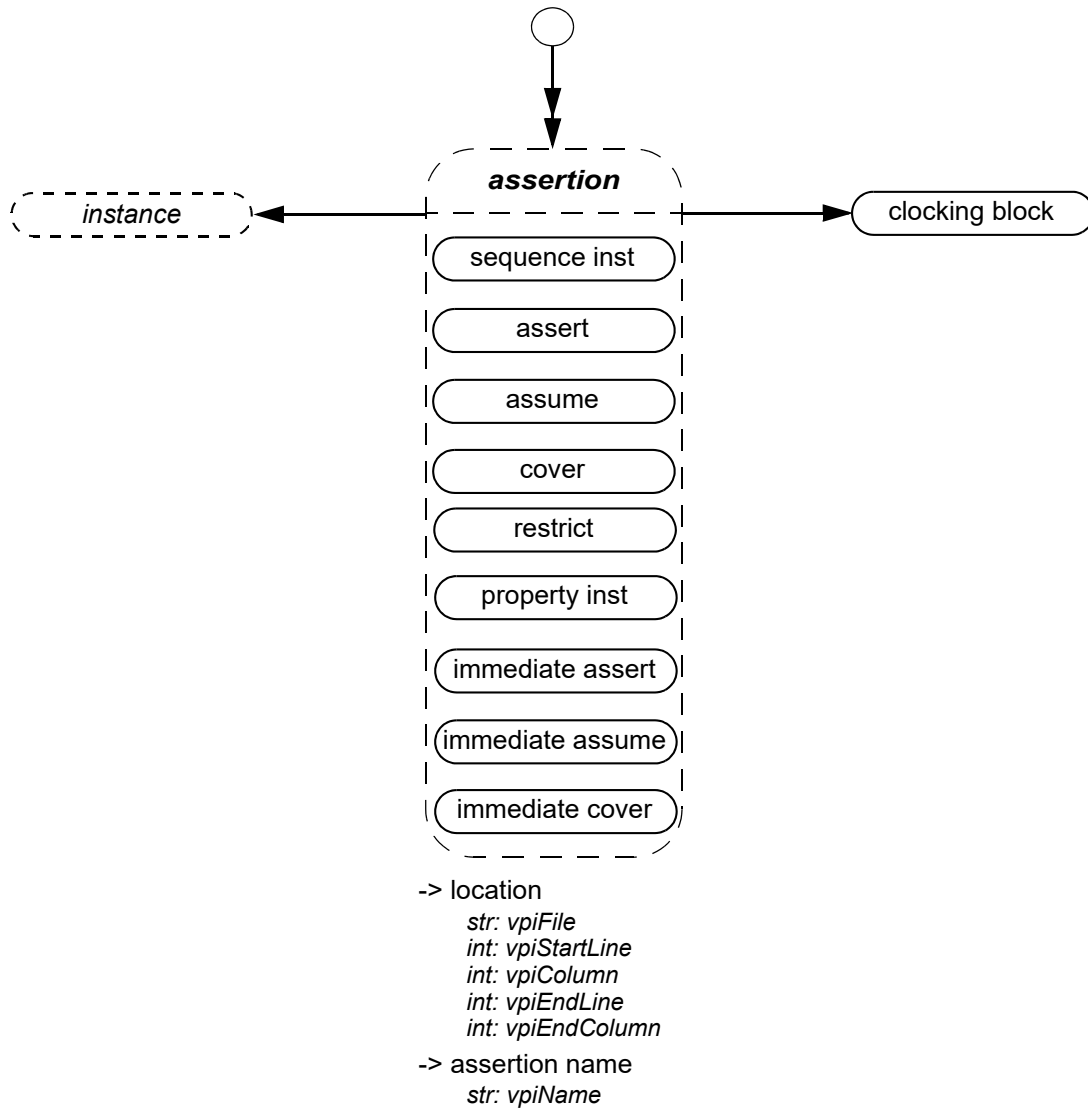 assertion
instance
clocking block
sequence inst
assert
assume
cover
restrict
property inst
immediate assert
immediate assume
immediate cover
-> location
str: vpiFile
int: vpiStartLine
int: vpiColumn
int: vpiEndLine
int: vpiEndColumn
-> assertion name
str: vpiName